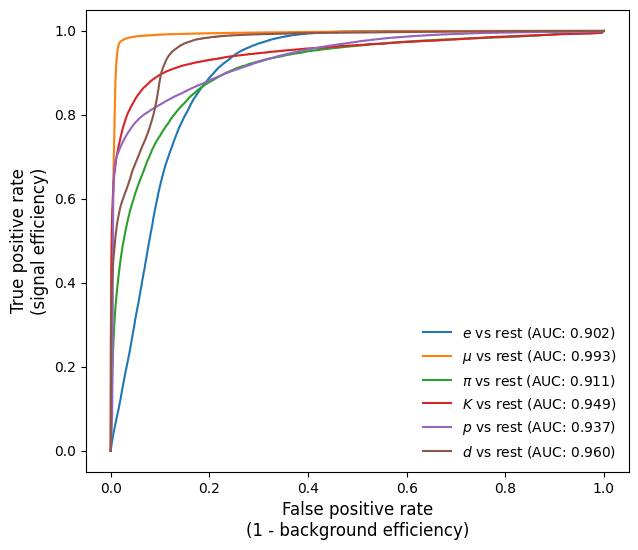 True positive rate
(signal efficiency)
1.0
0.8
0.6
0.4
0.2
0.0
e vs rest (AUC: 0.902)
μ vs rest (AUC: 0.993)
π vs rest (AUC: 0.911)
K vs rest (AUC: 0.949)
p vs rest (AUC: 0.937)
d vs rest (AUC: 0.960)
0.0 0.2 0.4 0.6 0.8 1.0
False positive rate
(1 - background efficiency)